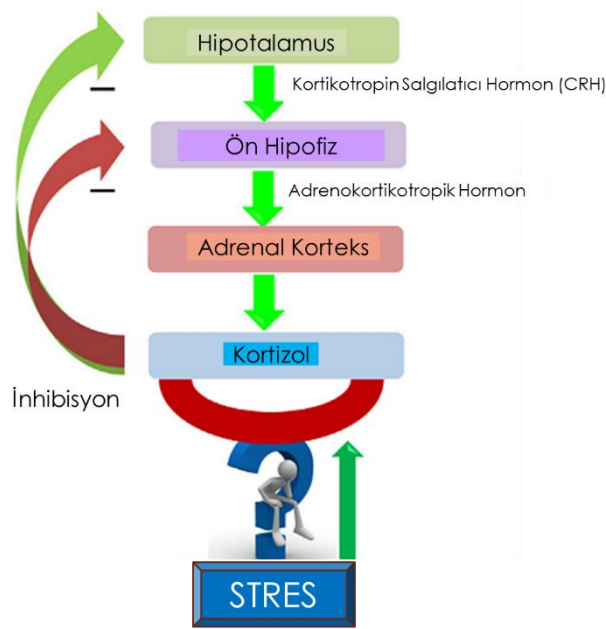 Hipotalamus
Kortikotropin Salgılatıcı Hormon (CRH)
–
Ön Hipofiz
–
Adrenokortikotropik Hormon
Adrenal Korteks
Kortizol
İnhibisyon
?
STRES